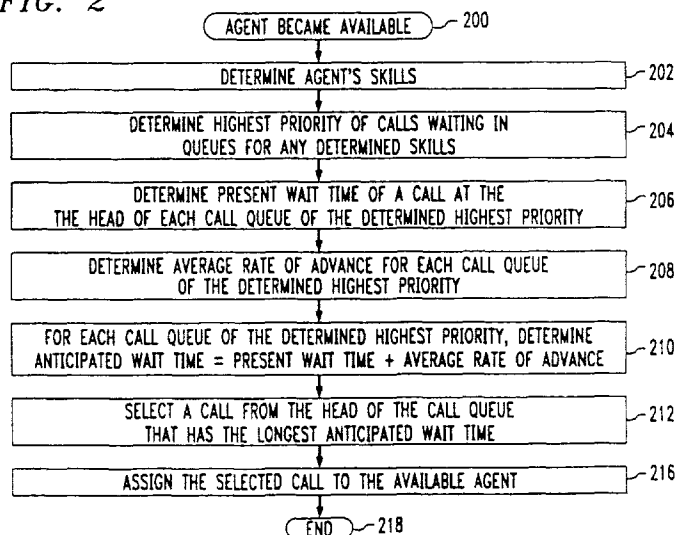 FIG. 2
AGENT BECAME AVAILABLE
200
DETERMINE AGENT'S SKILLS
202
DETERMINE HIGHEST PRIORITY OF CALLS WAITING IN
QUEUES FOR ANY DETERMINED SKILLS
204
DETERMINE PRESENT WAIT TIME OF A CALL AT THE
THE HEAD OF EACH CALL QUEUE OF THE DETERMINED HIGHEST PRIORITY
206
DETERMINE AVERAGE RATE OF ADVANCE FOR EACH CALL QUEUE
OF THE DETERMINED HIGHEST PRIORITY
208
FOR EACH CALL QUEUE OF THE DETERMINED HIGHEST PRIORITY, DETERMINE
ANTICIPATED WAIT TIME = PRESENT WAIT TIME + AVERAGE RATE OF ADVANCE
210
SELECT A CALL FROM THE HEAD OF THE CALL QUEUE
THAT HAS THE LONGEST ANTICIPATED WAIT TIME
212
ASSIGN THE SELECTED CALL TO THE AVAILABLE AGENT
216
END
218